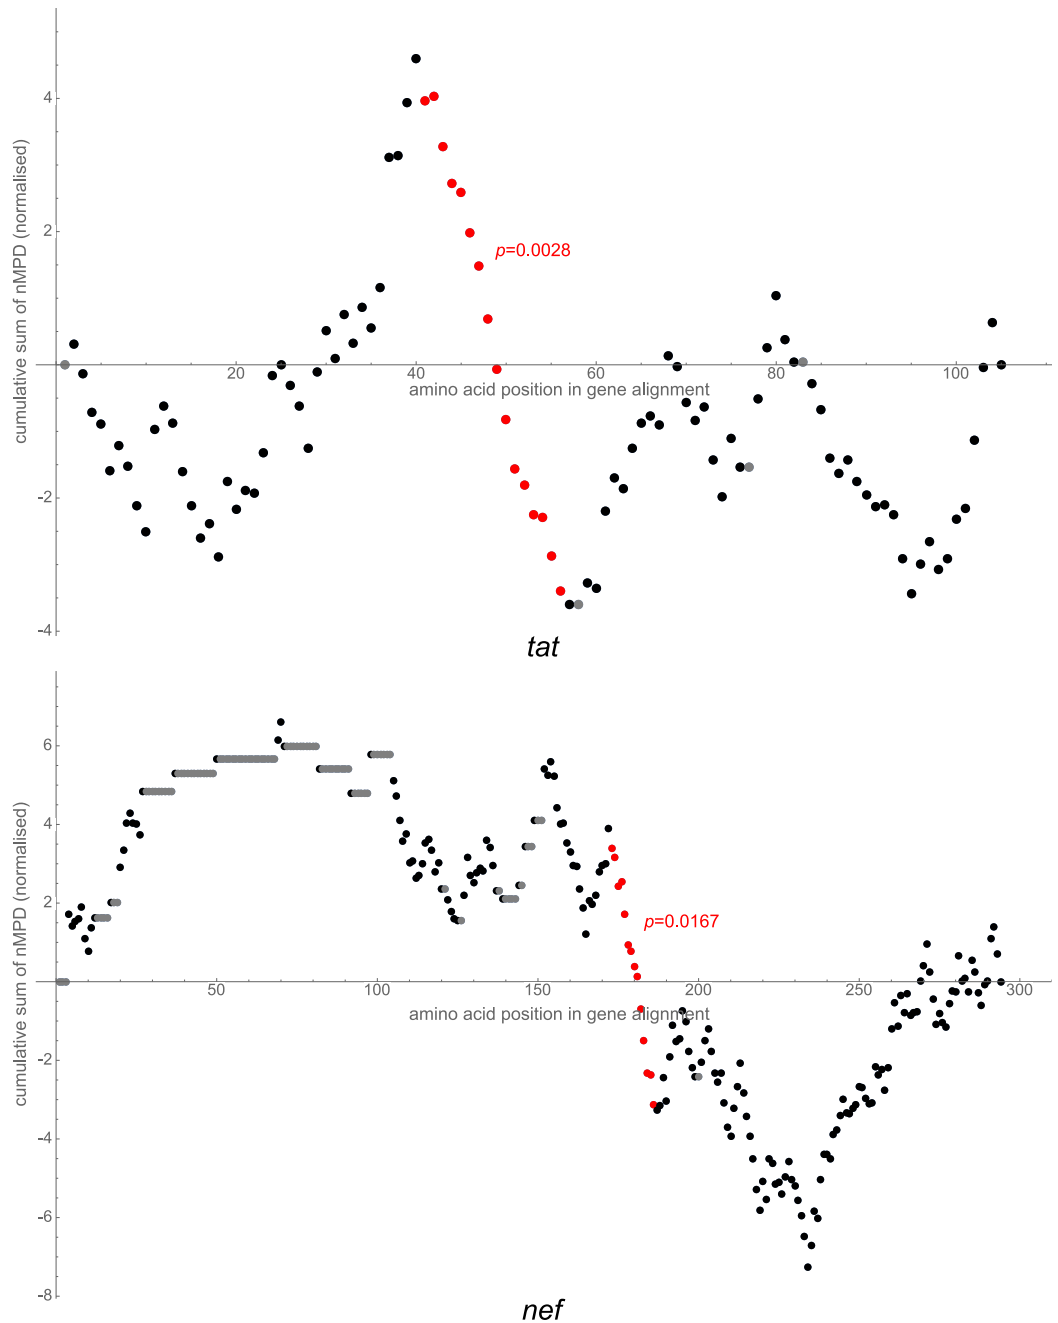 cumulative sum of nMPD (normalised)
4
2
-2
-4
20
40
60
80
100
amino acid position in gene alignment
p=0.0028
tat
cumulative sum of nMPD (normalised)
6
4
2
-2
-4
-6
-8
50
100
150
200
250
300
amino acid position in gene alignment
p=0.0167
nef